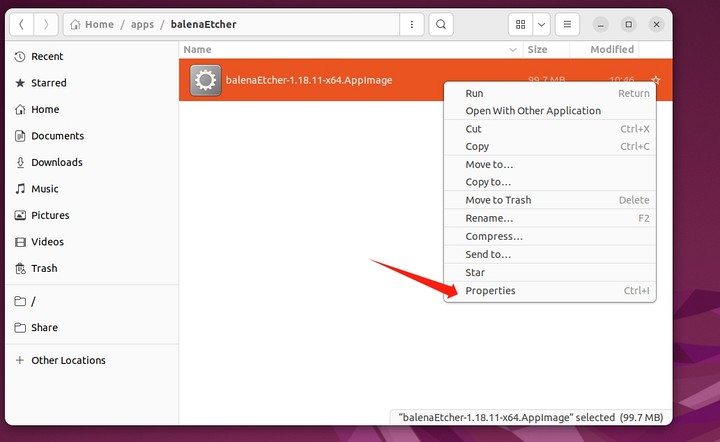 Home / apps / balenaEtcher
Name Size Modified
Recent
Starred
Home
Documents
Downloads
Music
Pictures
Videos
Trash
/
Share
Other Locations
balenaEtcher-1.18.11-x64.AppImage 99.7 MB 10:46
Run Return
Open With Other Application
Cut Ctrl+X
Copy Ctrl+C
Move to…
Copy to…
Move to Trash Delete
Rename… F2
Compress…
Send to…
Star
Properties Ctrl+I
“balenaEtcher-1.18.11-x64.AppImage” selected (99.7 MB)